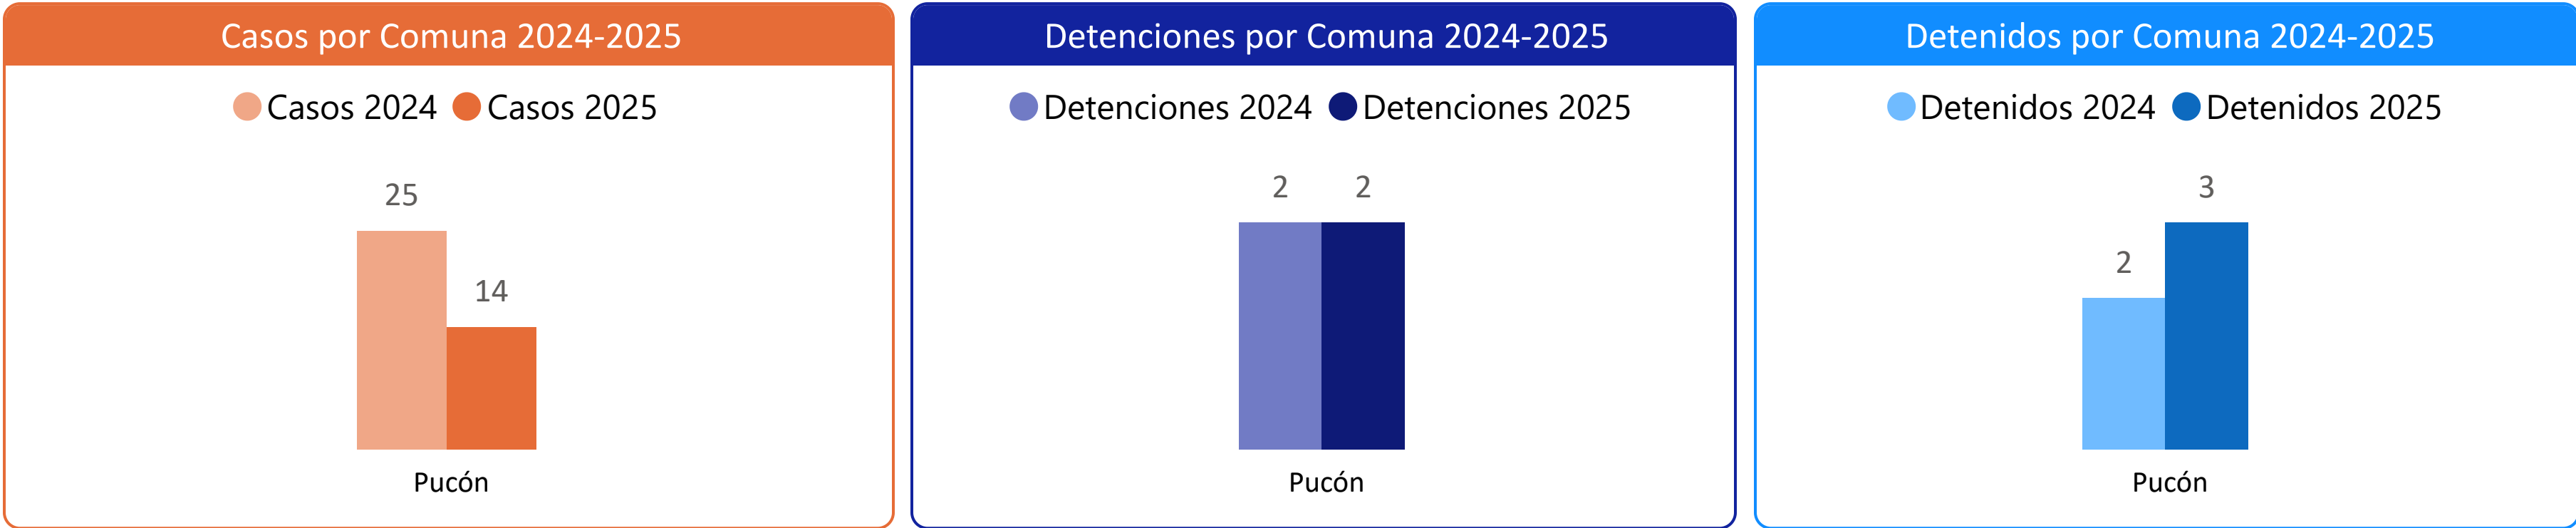 Casos por Comuna 2024-2025
Casos 2024 Casos 2025
25
14
Pucón
Detenciones por Comuna 2024-2025
Detenciones 2024 Detenciones 2025
2 2
Pucón
Detenidos por Comuna 2024-2025
Detenidos 2024 Detenidos 2025
3
2
Pucón